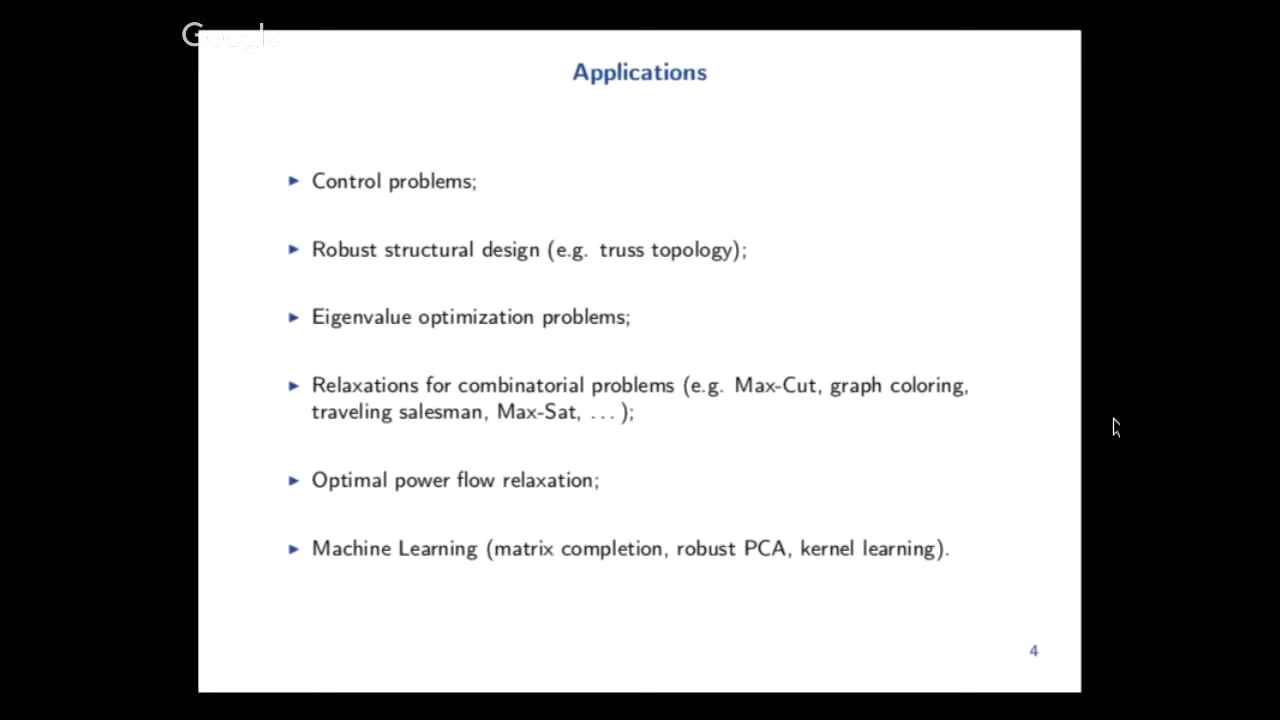 Google
Applications
▶ Control problems;
▶ Robust structural design (e.g. truss topology);
▶ Eigenvalue optimization problems;
▶ Relaxations for combinatorial problems (e.g. Max-Cut, graph coloring,
traveling salesman, Max-Sat, ...);
▶ Optimal power flow relaxation;
▶ Machine Learning (matrix completion, robust PCA, kernel learning).
4